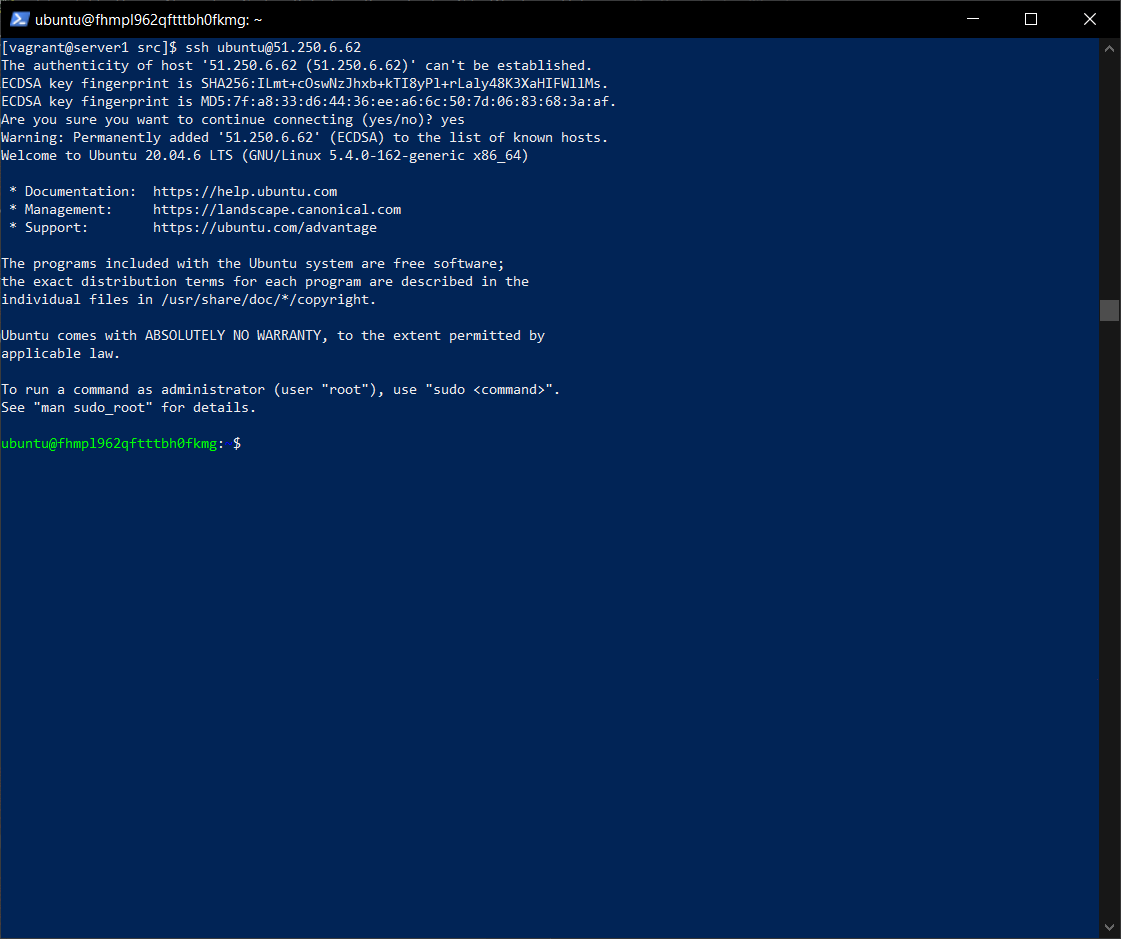 ubuntu@fhmpl962qftttbh0fkmg: ~
[vagrant@server1 src]$ ssh ubuntu@51.250.6.62
The authenticity of host '51.250.6.62 (51.250.6.62)' can't be established.
ECDSA key fingerprint is SHA256:ILmt+cOswNzJhxb+kTI8yPl+rLaly48K3XaHIFWllMs.
ECDSA key fingerprint is MD5:7f:a8:33:d6:44:36:ee:a6:6c:50:7d:06:83:68:3a:af.
Are you sure you want to continue connecting (yes/no)? yes
Warning: Permanently added '51.250.6.62' (ECDSA) to the list of known hosts.
Welcome to Ubuntu 20.04.6 LTS (GNU/Linux 5.4.0-162-generic x86_64)
* Documentation:  https://help.ubuntu.com
* Management:     https://landscape.canonical.com
* Support:        https://ubuntu.com/advantage
The programs included with the Ubuntu system are free software;
the exact distribution terms for each program are described in the
individual files in /usr/share/doc/*/copyright.
Ubuntu comes with ABSOLUTELY NO WARRANTY, to the extent permitted by
applicable law.
To run a command as administrator (user "root"), use "sudo <command>".
See "man sudo_root" for details.
ubuntu@fhmpl962qftttbh0fkmg: $